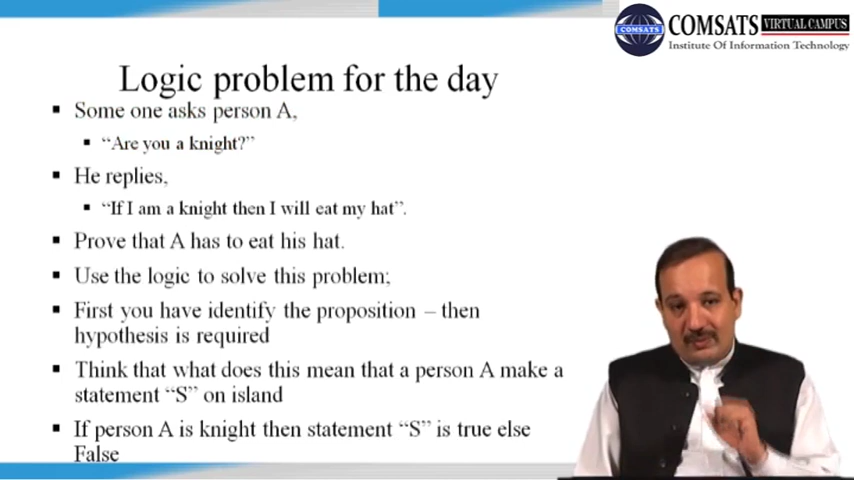 COMSATS VIRTUAL CAMPUS
COMSATS
Institute Of Information Technology
Logic problem for the day
Some one asks person A,
“Are you a knight?”
He replies,
“If I am a knight then I will eat my hat”.
Prove that A has to eat his hat.
Use the logic to solve this problem;
First you have identify the proposition – then
hypothesis is required
Think that what does this mean that a person A make a
statement “S” on island
If person A is knight then statement “S” is true else
False